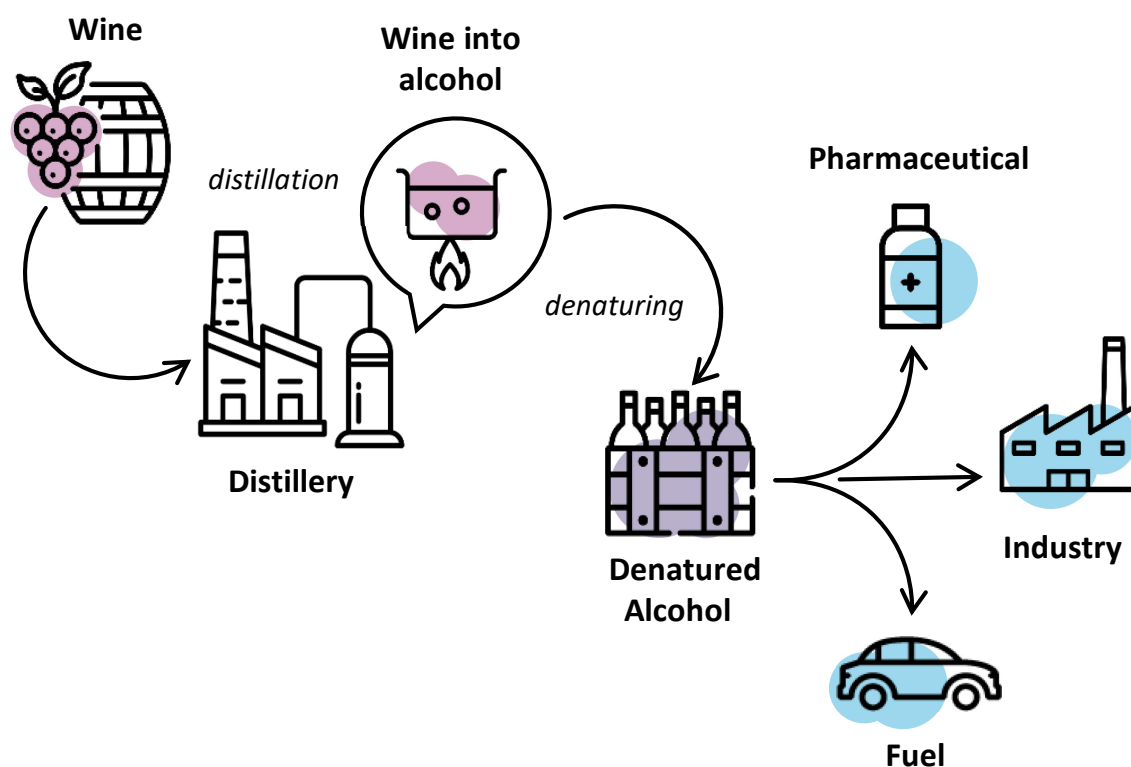 Wine
Wine into
alcohol
distillation
Distillery
denaturing
Denatured
Alcohol
Pharmaceutical
Industry
Fuel